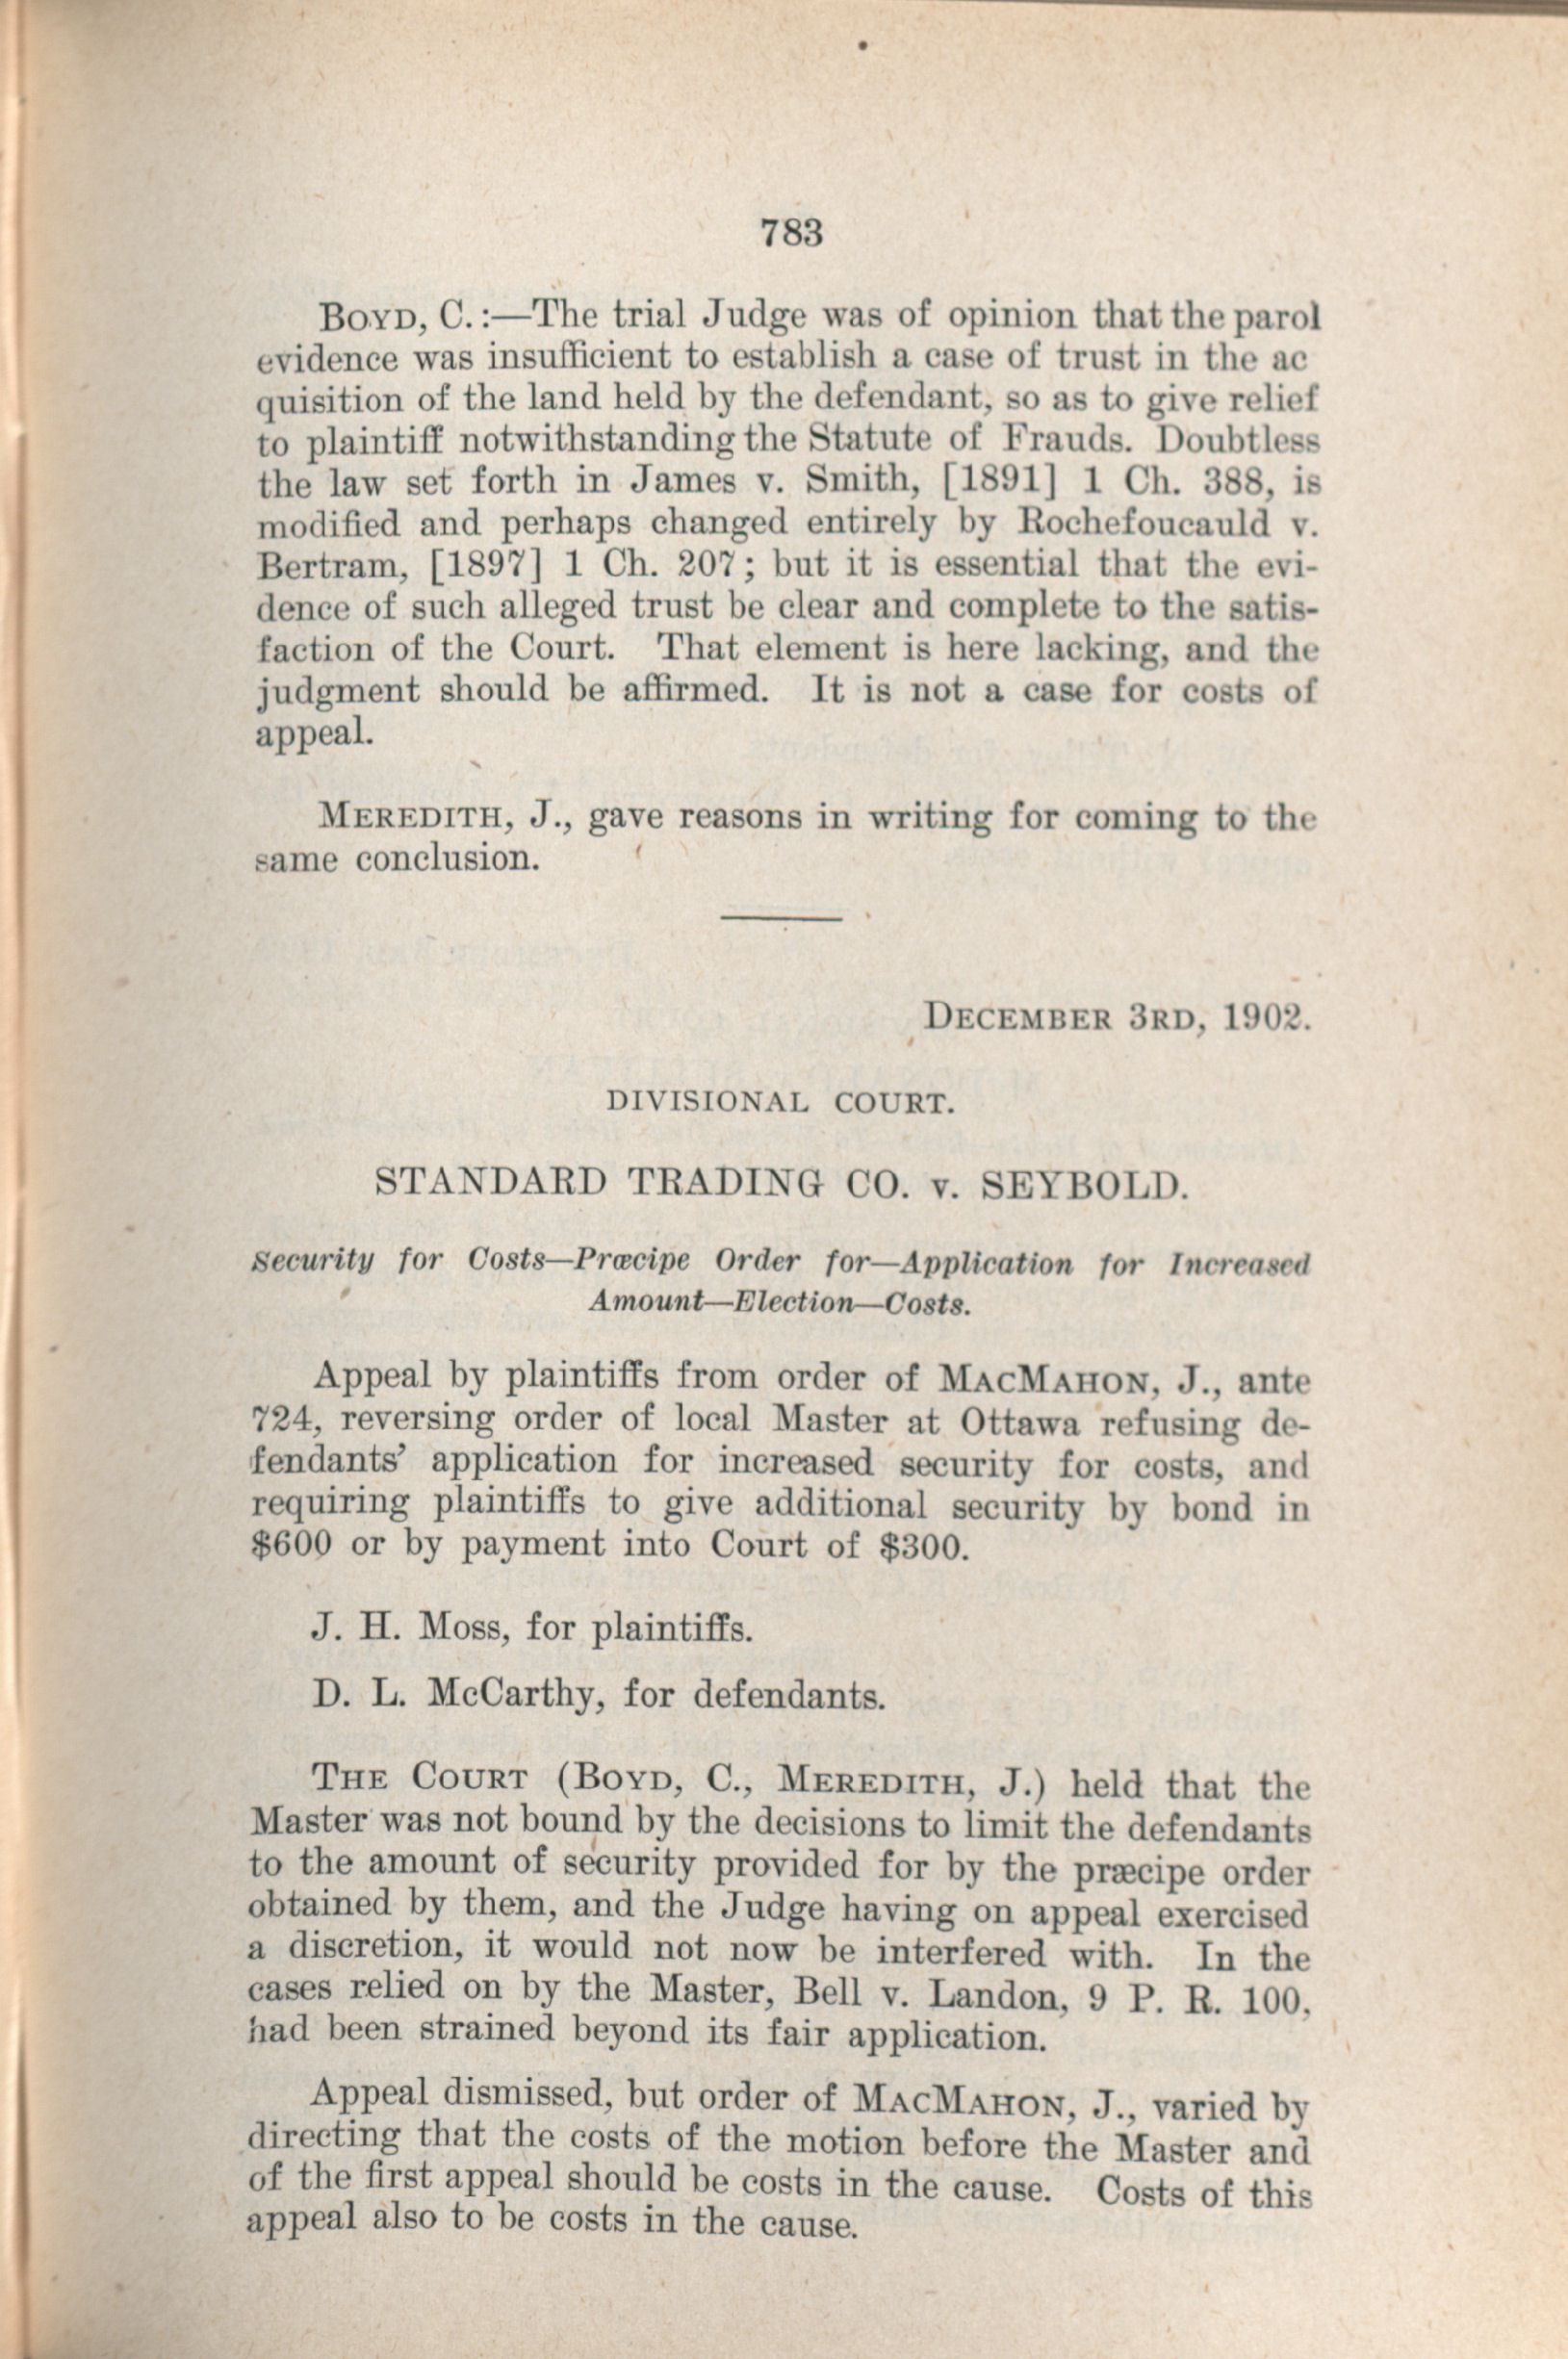 783
BOYD, C.:—The trial Judge was of opinion that the parol
evidence was insufficient to establish a case of trust in the ac
quisition of the land held by the defendant, so as to give relief
to plaintiff notwithstanding the Statute of Frauds. Doubtless
the law set forth in James v. Smith, [1891] 1 Ch. 388, is
modified and perhaps changed entirely by Rochefoucauld v.
Bertram, [1897] 1 Ch. 207; but it is essential that the evi-
dence of such alleged trust be clear and complete to the satis-
faction of the Court. That element is here lacking, and the
judgment should be affirmed. It is not a case for costs of
appeal.
MEREDITH, J., gave reasons in writing for coming to the
same conclusion.
DECEMBER 3RD, 1902.
DIVISIONAL COURT.
STANDARD TRADING CO. v. SEYBOLD.
Security for Costs—Præcipe Order for—Application for Increased
Amount—Election—Costs.
Appeal by plaintiffs from order of MACMAHON, J., ante
724, reversing order of local Master at Ottawa refusing de-
fendants' application for increased security for costs, and
requiring plaintiffs to give additional security by bond in
$600 or by payment into Court of $300.
J. H. Moss, for plaintiffs.
D. L. McCarthy, for defendants.
THE COURT (BOYD, C., MEREDITH, J.) held that the
Master was not bound by the decisions to limit the defendants
to the amount of security provided for by the præcipe order
obtained by them, and the Judge having on appeal exercised
a discretion, it would not now be interfered with. In the
cases relied on by the Master, Bell v. Landon, 9 P. R. 100,
had been strained beyond its fair application.
Appeal dismissed, but order of MACMAHON, J., varied by
directing that the costs of the motion before the Master and
of the first appeal should be costs in the cause. Costs of this
appeal also to be costs in the cause.